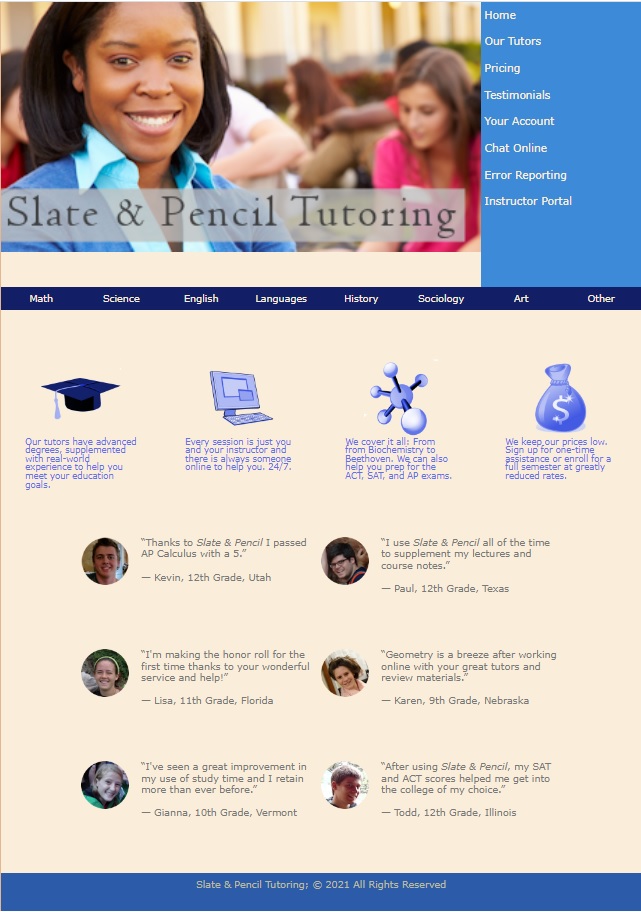 Slate & Pencil Tutoring
Home
Our Tutors
Pricing
Testimonials
Your Account
Chat Online
Error Reporting
Instructor Portal
Math Science English Languages History Sociology Art Other
Our tutors have advanced
degrees, supplemented
with real-world
experience to help you
meet your education
goals.
Every session is just you
and your instructor and
there is always someone
online to help you. 24/7.
We cover it all: From
from Biochemistry to
Beethoven. We can also
help you prep for the
ACT, SAT, and AP exams.
We keep our prices low.
Sign up for one-time
assistance or enroll for a
full semester at greatly
reduced rates.
“Thanks to Slate & Pencil I passed
AP Calculus with a 5.”
— Kevin, 12th Grade, Utah
“I use Slate & Pencil all of the time
to supplement my lectures and
course notes.”
— Paul, 12th Grade, Texas
“I'm making the honor roll for the
first time thanks to your wonderful
service and help!”
— Lisa, 11th Grade, Florida
“Geometry is a breeze after working
online with your great tutors and
review materials.”
— Karen, 9th Grade, Nebraska
“I've seen a great improvement in
my use of study time and I retain
more than ever before.”
— Gianna, 10th Grade, Vermont
“After using Slate & Pencil, my SAT
and ACT scores helped me get into
the college of my choice.”
— Todd, 12th Grade, Illinois
Slate & Pencil Tutoring; © 2021 All Rights Reserved